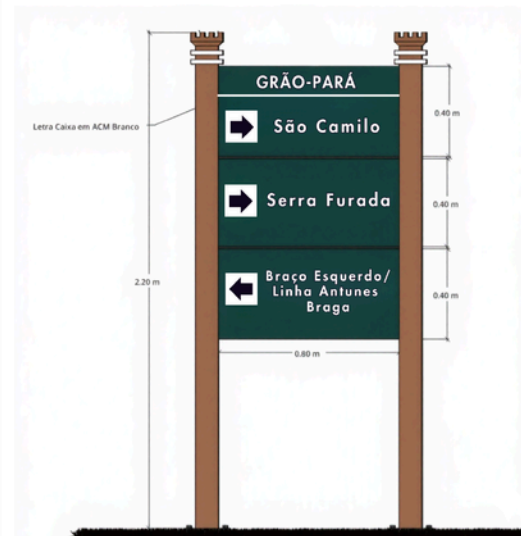 GRÃO-PARÁ
São Camilo
Serra Furada
Braço Esquerdo/
Linha Antunes
Braga
Letra Caixa em ACM Branco
0.40 m
0.40 m
0.40 m
2.20 m
0.80 m